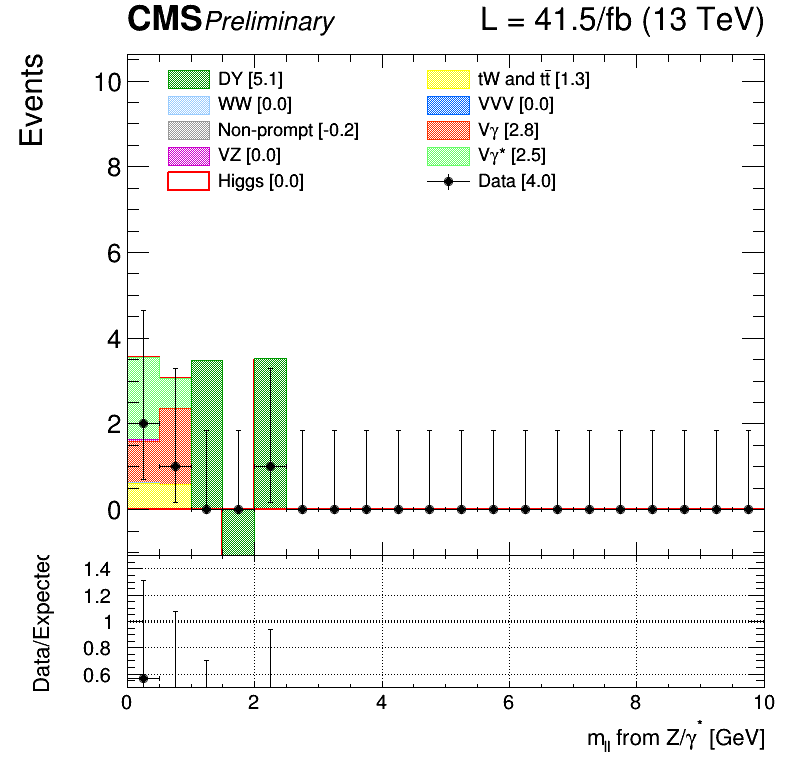 CMS Preliminary L = 41.5/fb (13 TeV)
Events
10
8
6
4
2
0
DY [5.1]
WW [0.0]
Non-prompt [-0.2]
VZ [0.0]
Higgs [0.0]
tW and tt̄ [1.3]
VVV [0.0]
Vγ [2.8]
Vγ* [2.5]
Data [4.0]
Data/Expected
1.4
1.2
1
0.8
0.6
0 2 4 6 8 10
m_ll from Z/γ* [GeV]